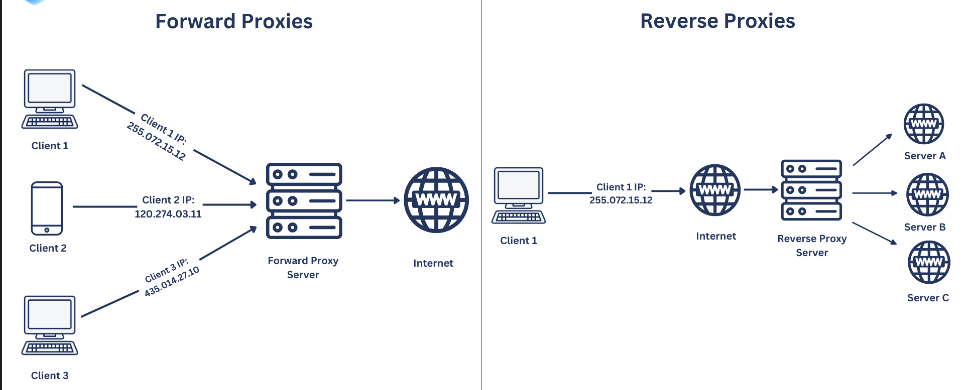 Forward Proxies
Client 1
Client 1 IP:
255.072.15.12
Client 2
Client 2 IP:
120.274.03.11
Client 3
Client 3 IP:
435.014.27.10
Forward Proxy
Server
WWW
Internet
Reverse Proxies
Client 1
Client 1 IP:
255.072.15.12
WWW
Internet
Reverse Proxy
Server
WWW
Server A
WWW
Server B
WWW
Server C